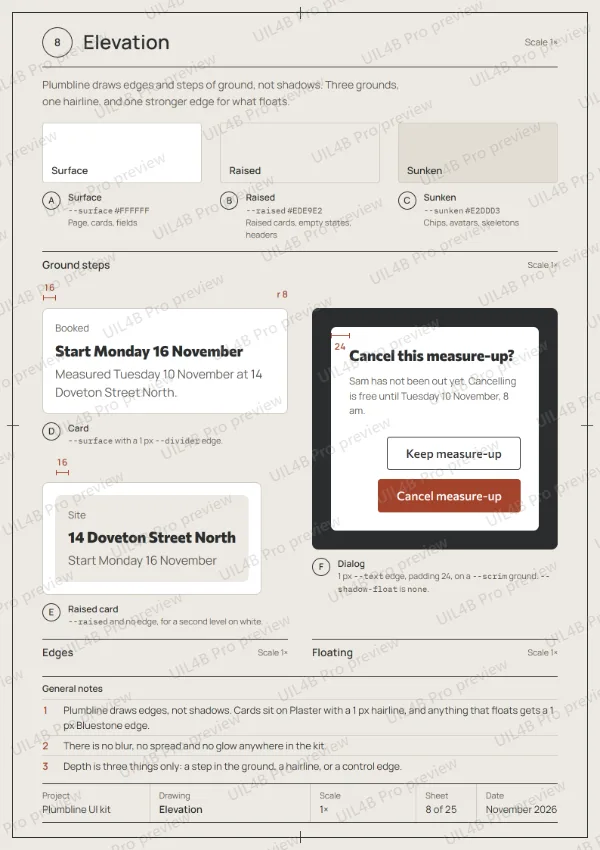 8 Elevation Scale 1×
Plumbline draws edges and steps of ground, not shadows. Three grounds,
one hairline, and one stronger edge for what floats.
Surface
Raised
Sunken
A Surface
--surface #FFFFFF
Page, cards, fields
B Raised
--raised #EDE9E2
Raised cards, empty states,
headers
C Sunken
--sunken #E2DDD3
Chips, avatars, skeletons
Ground steps Scale 1×
16 r 8
Booked
Start Monday 16 November
Measured Tuesday 10 November at 14
Doveton Street North.
D Card
--surface with a 1 px --divider edge.
16
Site
14 Doveton Street North
Start Monday 16 November
E Raised card
--raised and no edge, for a second level on white.
Edges Scale 1×
24
Cancel this measure-up?
Sam has not been out yet. Cancelling
is free until Tuesday 10 November, 8
am.
Keep measure-up
Cancel measure-up
F Dialog
1 px --text edge, padding 24, on a --scrim ground. --
shadow-float is none.
Floating Scale 1×
General notes
1 Plumbline draws edges, not shadows. Cards sit on Plaster with a 1 px hairline, and anything that floats gets a 1
px Bluestone edge.
2 There is no blur, no spread and no glow anywhere in the kit.
3 Depth is three things only: a step in the ground, a hairline, or a control edge.
Project Drawing Scale Sheet Date
Plumbline UI kit Elevation 1× 8 of 25 November 2026
UIL4B Pro preview